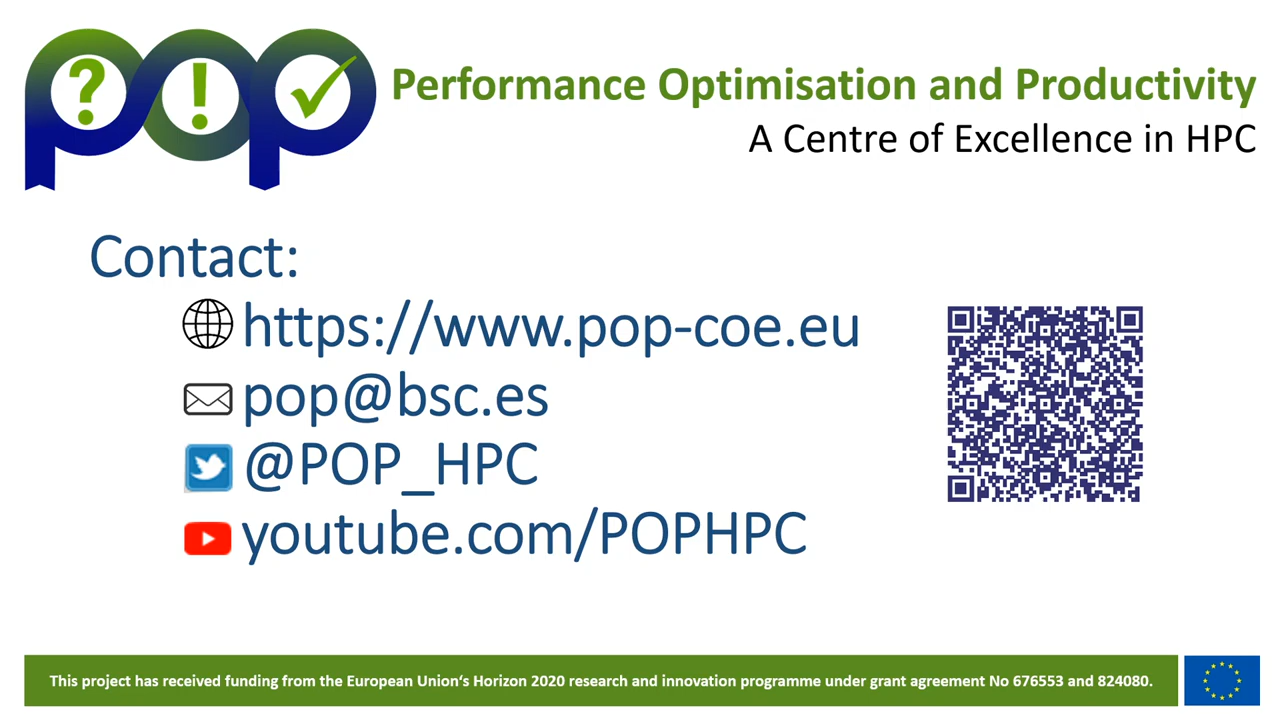 pop
? ! ✓
Performance Optimisation and Productivity
A Centre of Excellence in HPC
Contact:
https://www.pop-coe.eu
pop@bsc.es
@POP_HPC
youtube.com/POPHPC
This project has received funding from the European Union‘s Horizon 2020 research and innovation programme under grant agreement No 676553 and 824080.